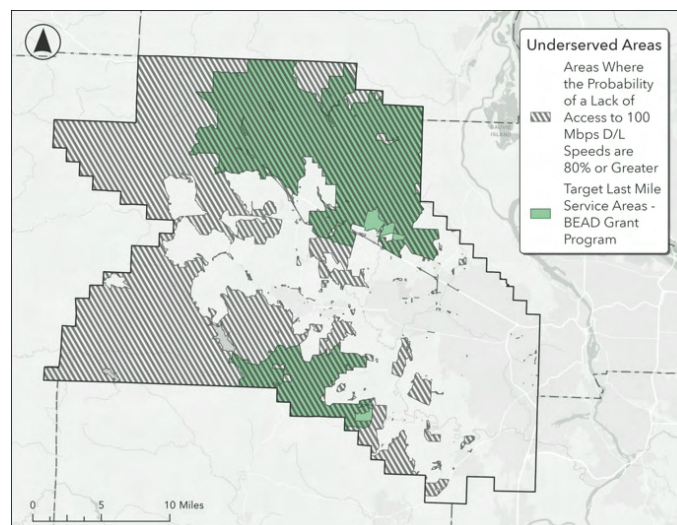 Underserved Areas
Areas Where
the Probability
of a Lack of
Access to 100
Mbps D/L
Speeds are
80% or Greater
Target Last Mile
Service Areas -
BEAD Grant
Program
0 5 10 Miles